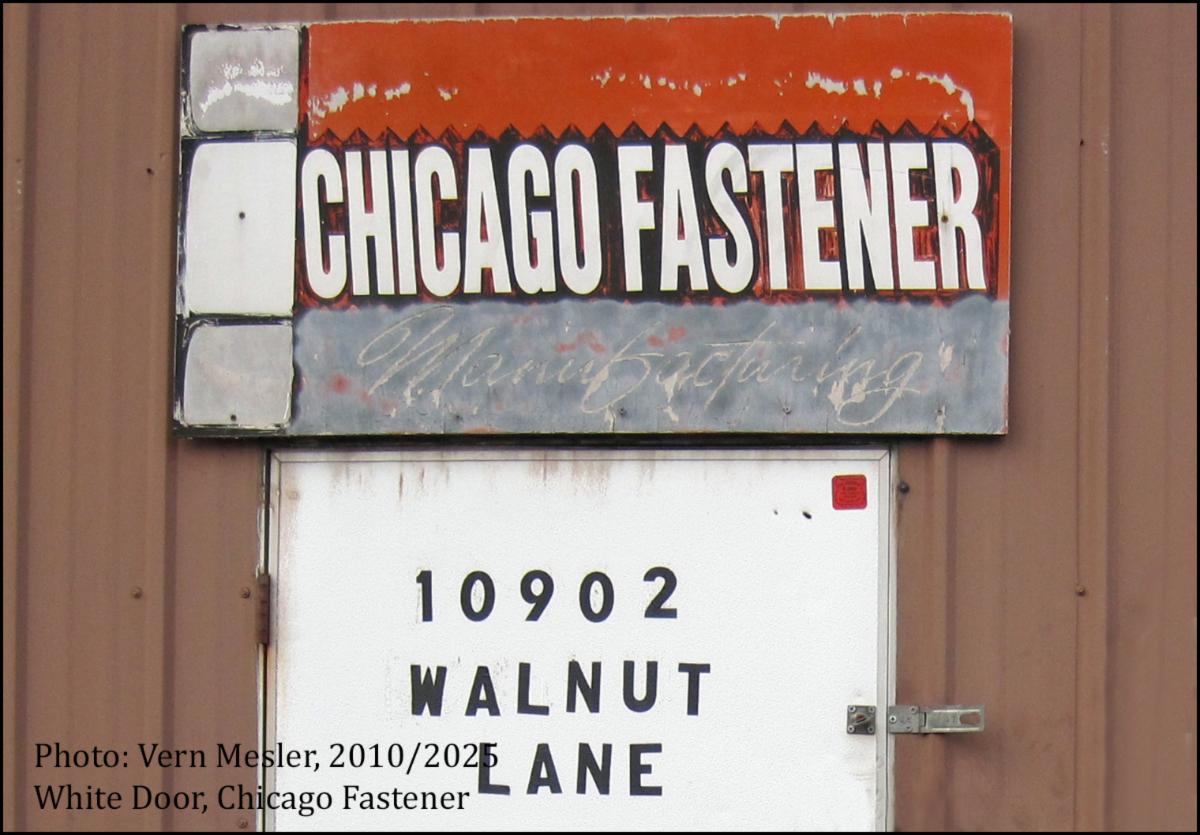 CHICAGO FASTENER
Manufacturing
10902
WALNUT
LANE
Photo: Vern Mesler, 2010/2025
White Door, Chicago Fastener